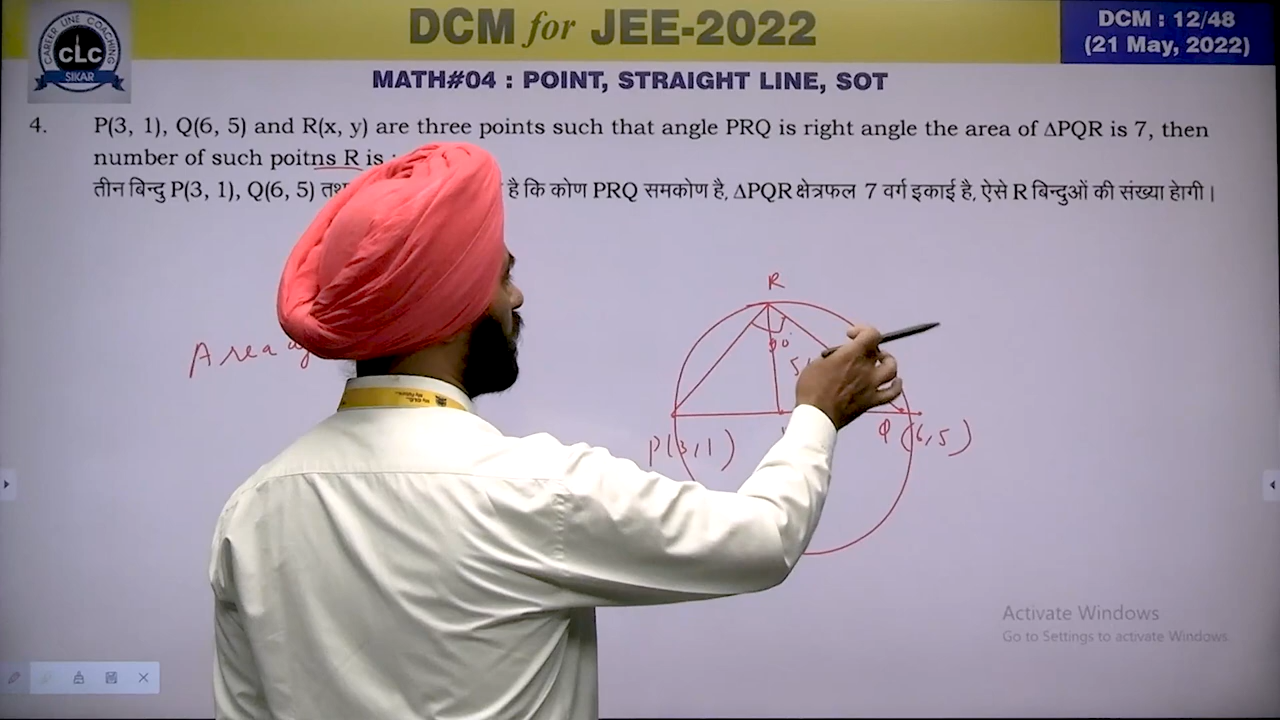 DCM for JEE-2022
DCM : 12/48
(21 May, 2022)
CAREER LINE COACHING
CLC
SIKAR
MATH#04 : POINT, STRAIGHT LINE, SOT
4. P(3, 1), Q(6, 5) and R(x, y) are three points such that angle PRQ is right angle the area of ΔPQR is 7, then
number of such poitns R is :
तीन बिन्दु P(3, 1), Q(6, 5) है कि कोण PRQ समकोण है, ΔPQR क्षेत्रफल 7 वर्ग इकाई है, ऐसे R बिन्दुओं की संख्या हेागी।
R
90°
Area
P(3,1)
Q(6,5)
Activate Windows
Go to Settings to activate Windows.